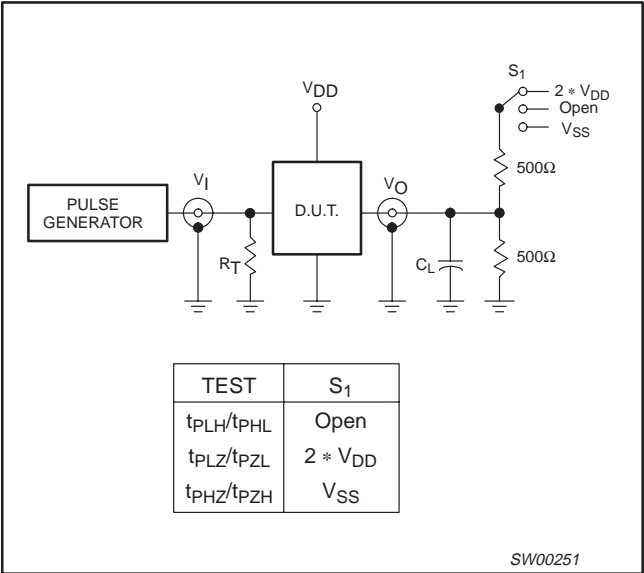 S1
2 * VDD
Open
VSS
VDD
500Ω
VI
VO
PULSE
GENERATOR
D.U.T.
RT
CL
500Ω
TEST S1
tPLH/tPHL Open
tPLZ/tPZL 2 * VDD
tPHZ/tPZH VSS
SW00251